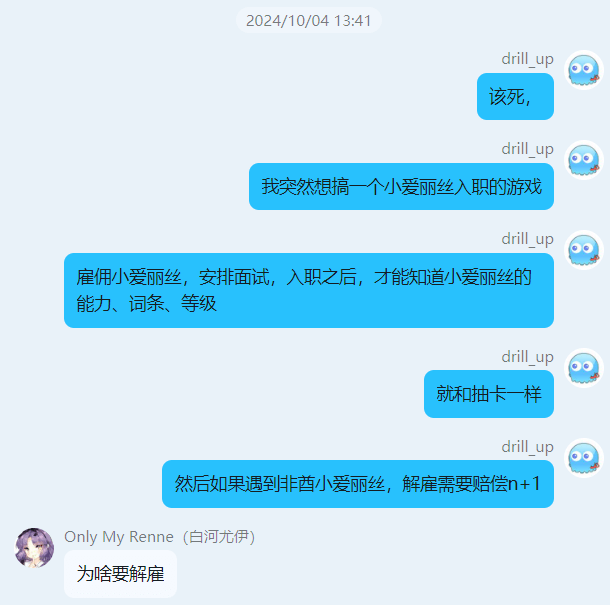 2024/10/04 13:41
drill_up
该死，
drill_up
我突然想搞一个小爱丽丝入职的游戏
drill_up
雇佣小爱丽丝，安排面试，入职之后，才能知道小爱丽丝的
能力、词条、等级
drill_up
就和抽卡一样
drill_up
然后如果遇到非酋小爱丽丝，解雇需要赔偿n+1
Only My Renne（白河尤伊）
为啥要解雇